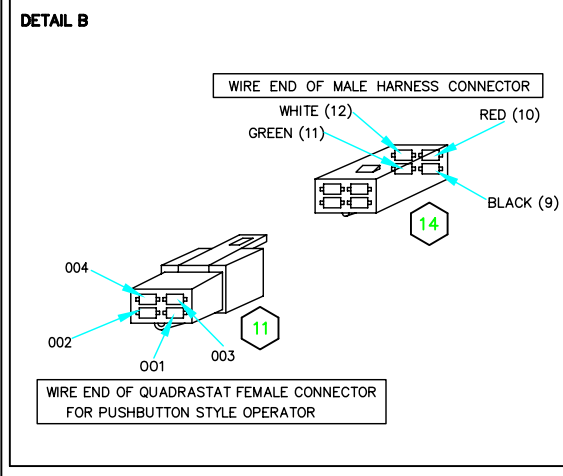 DETAIL B
WIRE END OF MALE HARNESS CONNECTOR
WHITE (12)
RED (10)
GREEN (11)
BLACK (9)
14
004
002
001
003
11
WIRE END OF QUADRASTAT FEMALE CONNECTOR
FOR PUSHBUTTON STYLE OPERATOR